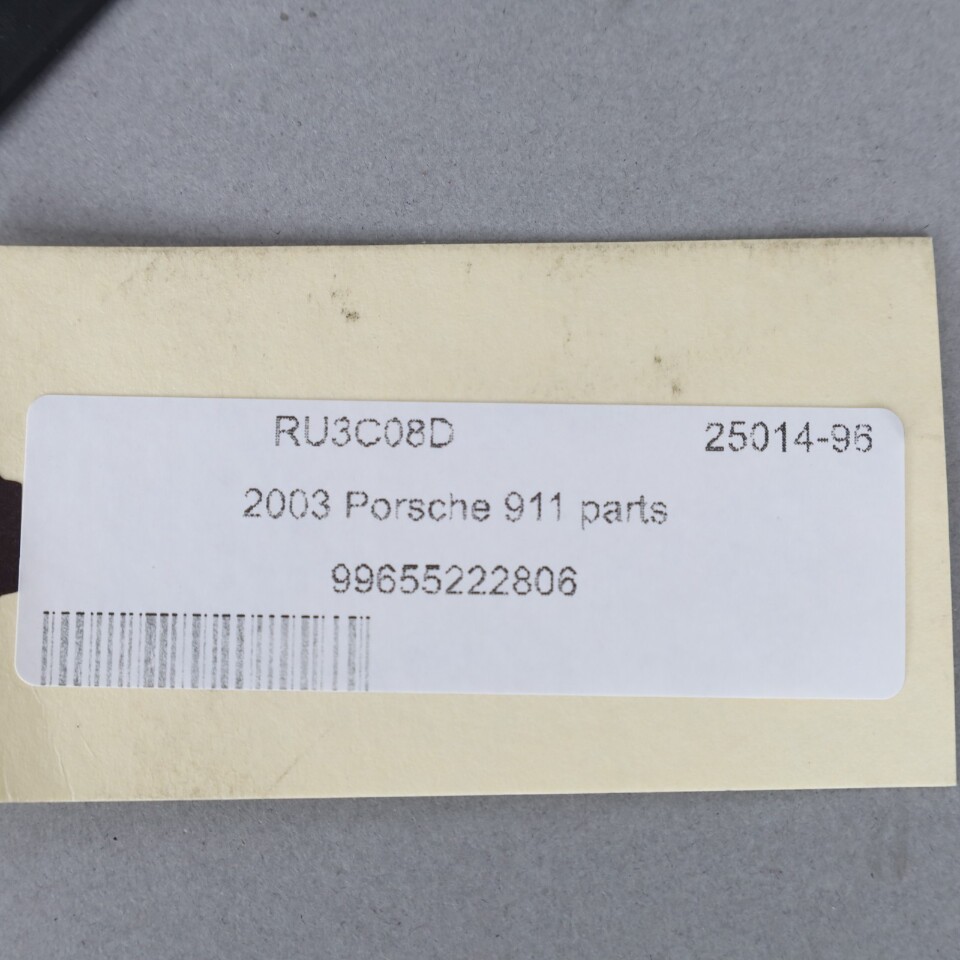 RU3C08D 25014-96
2003 Porsche 911 parts
99655222806